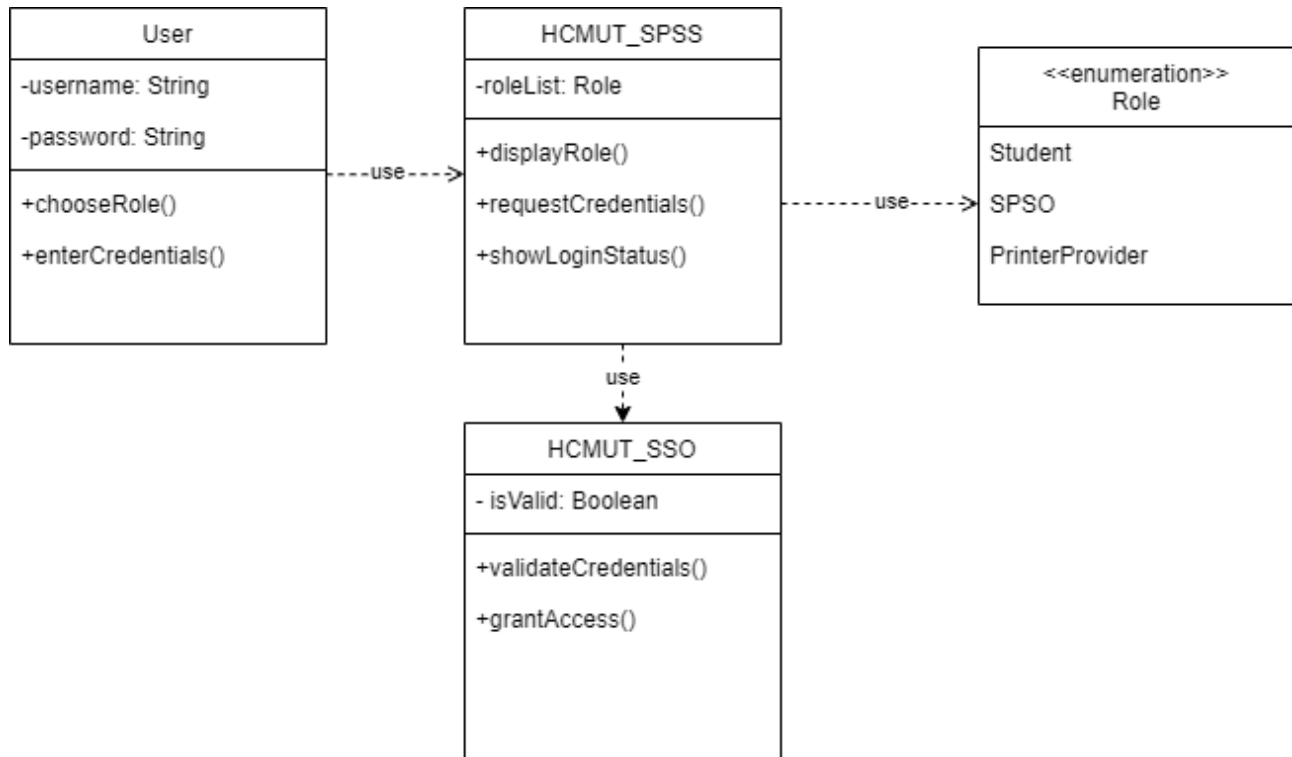 User
-username: String
-password: String
+chooseRole()
+enterCredentials()
use
HCMUT_SPSS
-roleList: Role
+displayRole()
+requestCredentials()
+showLoginStatus()
use
<<enumeration>>
Role
Student
SPSO
PrinterProvider
use
HCMUT_SSO
- isValid: Boolean
+validateCredentials()
+grantAccess()